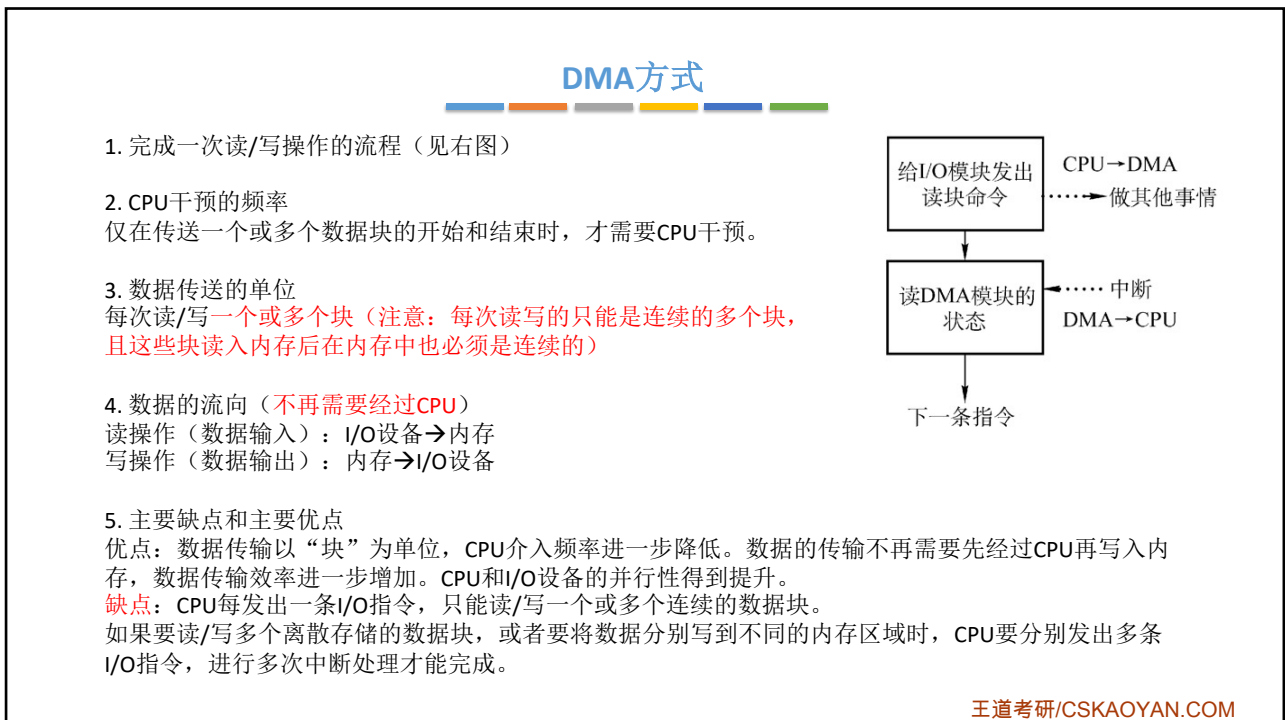 DMA方式
1. 完成一次读/写操作的流程（见右图）
2. CPU干预的频率
仅在传送一个或多个数据块的开始和结束时，才需要CPU干预。
3. 数据传送的单位
每次读/写一个或多个块（注意：每次读写的只能是连续的多个块，
且这些块读入内存后在内存中也必须是连续的）
4. 数据的流向（不再需要经过CPU）
读操作（数据输入）：I/O设备→内存
写操作（数据输出）：内存→I/O设备
5. 主要缺点和主要优点
优点：数据传输以“块”为单位，CPU介入频率进一步降低。数据的传输不再需要先经过CPU再写入内
存，数据传输效率进一步增加。CPU和I/O设备的并行性得到提升。
缺点：CPU每发出一条I/O指令，只能读/写一个或多个连续的数据块。
如果要读/写多个离散存储的数据块，或者要将数据分别写到不同的内存区域时，CPU要分别发出多条
I/O指令，进行多次中断处理才能完成。
给I/O模块发出
读块命令
CPU→DMA
做其他事情
读DMA模块的
状态
中断
DMA→CPU
下一条指令
王道考研/CSKAOYAN.COM